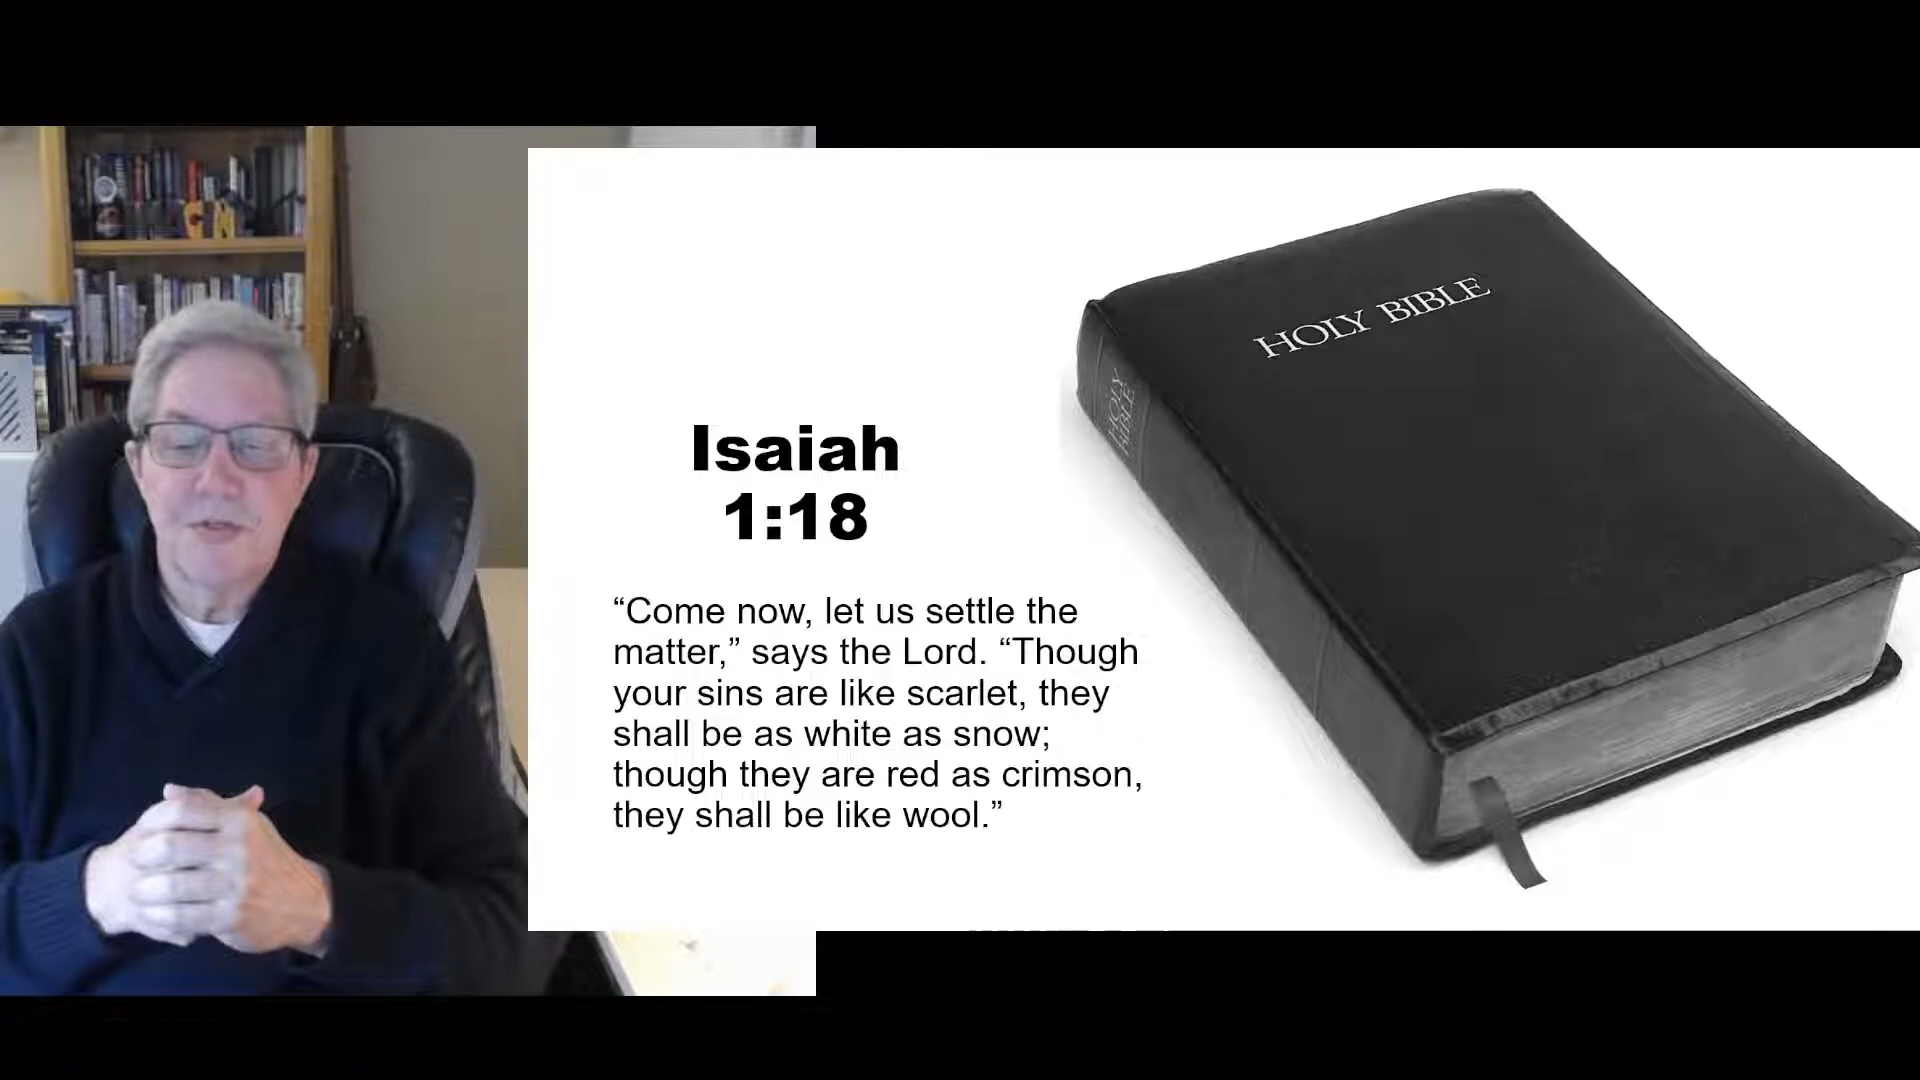 HOLY BIBLE
HOLY
BIBLE
Isaiah
1:18
“Come now, let us settle the
matter,” says the Lord. “Though
your sins are like scarlet, they
shall be as white as snow;
though they are red as crimson,
they shall be like wool.”